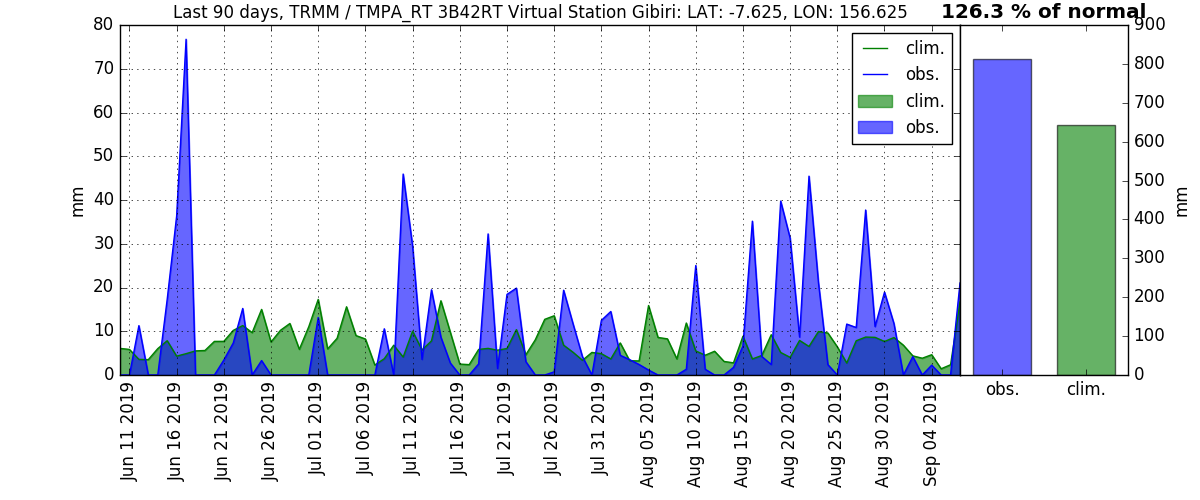 Last 90 days, TRMM / TMPA_RT 3B42RT Virtual Station Gibiri: LAT: -7.625, LON: 156.625
126.3 % of normal
80
70
60
50
40
30
20
10
0
mm
clim.
obs.
clim.
obs.
Jun 11 2019
Jun 16 2019
Jun 21 2019
Jun 26 2019
Jul 01 2019
Jul 06 2019
Jul 11 2019
Jul 16 2019
Jul 21 2019
Jul 26 2019
Jul 31 2019
Aug 05 2019
Aug 10 2019
Aug 15 2019
Aug 20 2019
Aug 25 2019
Aug 30 2019
Sep 04 2019
900
800
700
600
500
400
300
200
100
0
mm
obs.
clim.